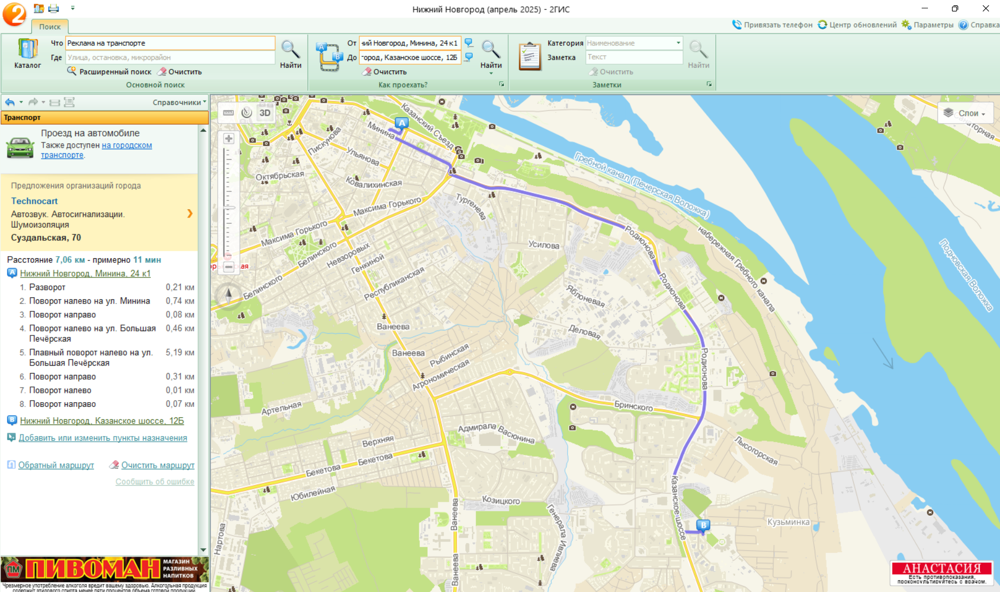 Нижний Новгород (апрель 2025) - 2ГИС
Поиск
Привязать телефон
Центр обновлений
Параметры
Справка
Каталог
Что
Реклама на транспорте
Где
Улица, остановка, микрорайон
Расширенный поиск
Очистить
Найти
Основной поиск
От
ний Новгород, Минина, 24 к1
До
город, Казанское шоссе, 12Б
Очистить
Найти
Как проехать?
Категория
Наименование
Заметка
Текст
Очистить
Найти
Заметки
Справочники
Транспорт
Проезд на автомобиле
Также доступен на городском
транспорте.
Предложения организаций города
Technocart
Автозвук. Автосигнализации.
Шумоизоляция
Суздальская, 70
Расстояние 7,06 км - примерно 11 мин
A Нижний Новгород, Минина, 24 к1
1. Разворот 0,21 км
2. Поворот налево на ул. Минина 0,74 км
3. Поворот направо 0,08 км
4. Поворот налево на ул. Большая 0,46 км
Печёрская
5. Плавный поворот налево на ул. 5,19 км
Большая Печёрская
6. Поворот направо 0,31 км
7. Поворот налево 0,01 км
8. Поворот направо 0,07 км
B Нижний Новгород, Казанское шоссе, 12Б
Добавить или изменить пункты назначения
Обратный маршрут
Очистить маршрут
Сообщить об ошибке
ПМ ПИВОМАН
МАГАЗИН
РАЗЛИВНЫХ
НАПИТКОВ
Чрезмерное употребление алкоголя вредит вашему здоровью. Алкогольная продукция
содержит этилового спирта менее пяти процентов объема готовой продукции
3D
Слои
A
Казанский Съезд
Минина
Пискунова
Ульянова
Октябрьская
Ковалихинская
Гребной канал (Печерская Воложка)
Тургенева
Максима Горького
Максима Горького
Белинского
Невзоровых
Генкиной
Республиканская
Белинского
Усилова
Родионова
набережная Гребного канала
Родионова
Яблоневая
Подновская Воложка
Санаторная
Ванеева
Деловая
Ванеева
Рыбинская
Агрономическая
Родионова
Артельная
Бринского
Адмирала Васюнина
Верхняя
Лысогорская
Бекетова
Бекетова
Юбилейная
Козицкого
Казанское шоссе
Ванеева
Генерала Ивлиева
Кузьминка
B
Нартова
Ванеева
АНАСТАСИЯ
Есть противопоказания,
проконсультируйтесь с врачом.